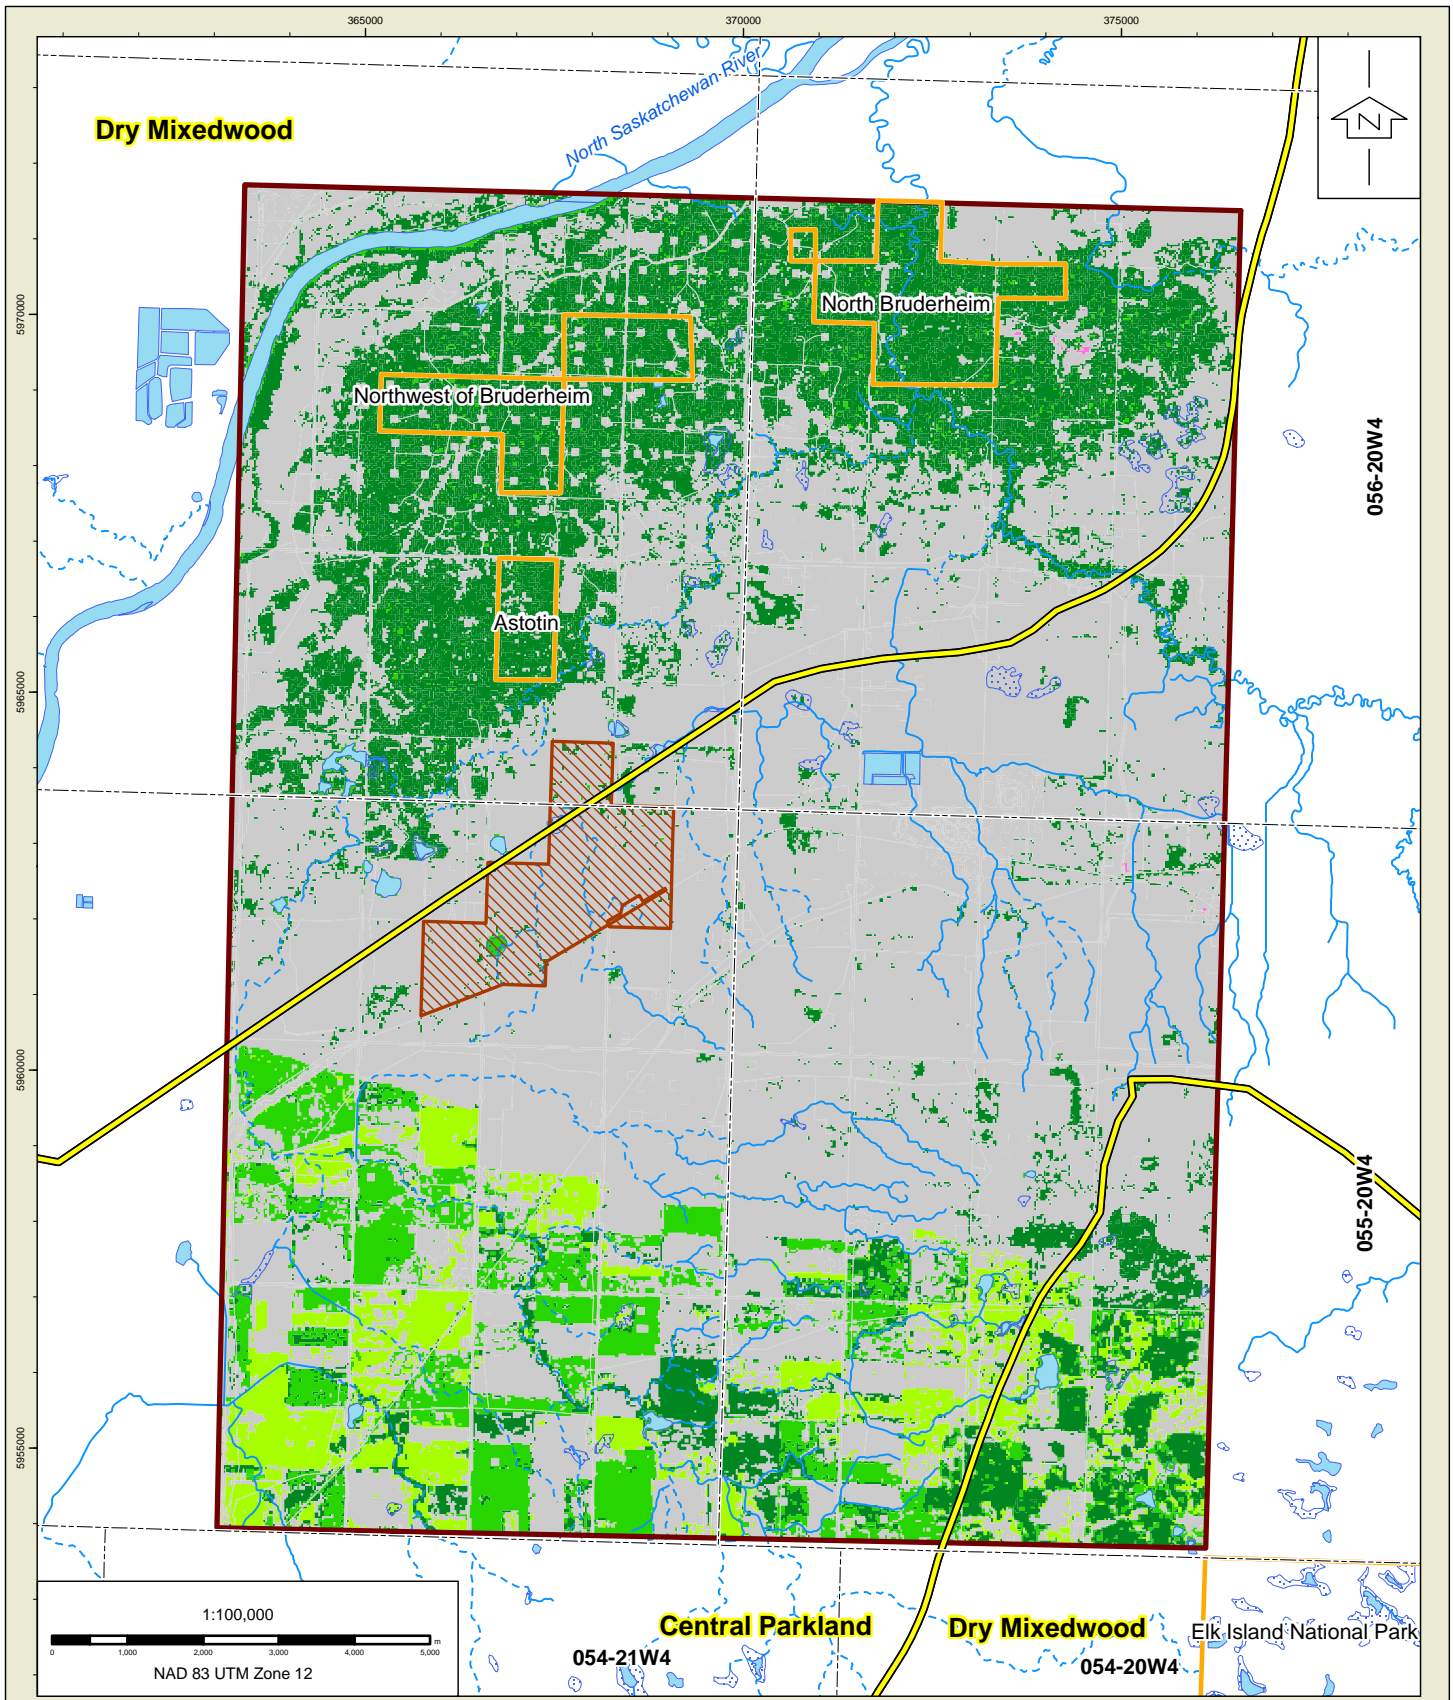 365000
370000
375000
North Saskatchewan River
Dry Mixedwood
N
5970000
North Bruderheim
Northwest of Bruderheim
056-20W4
Astotin
5965000
5960000
055-20W4
5955000
1:100,000
m
0 1,000 2,000 3,000 4,000 5,000
NAD 83 UTM Zone 12
Central Parkland
Dry Mixedwood
Elk Island National Park
054-21W4
054-20W4